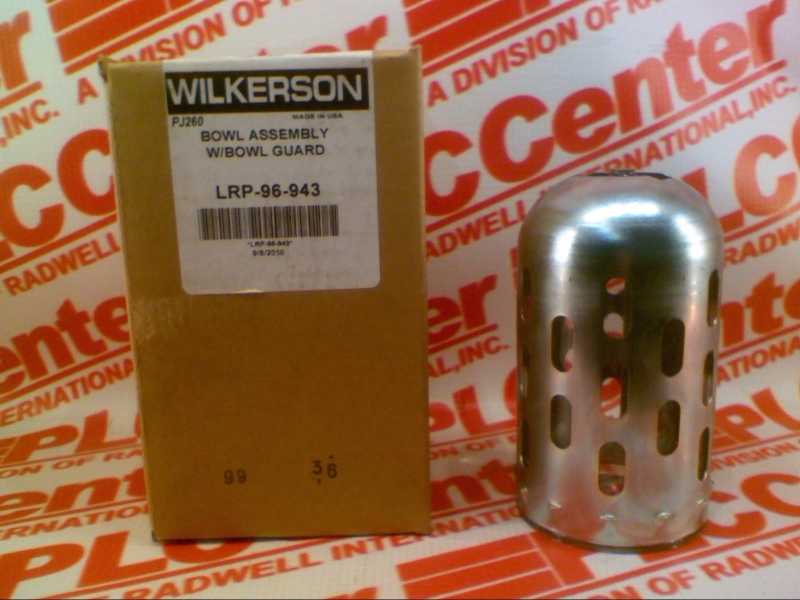 WILKERSON
MADE IN USA
PJ260
BOWL ASSEMBLY
W/BOWL GUARD
LRP-96-943
*LRP-96-943*
9/9/2010
99 36
PLCCenter
A DIVISION OF RADWELL INTERNATIONAL, INC.